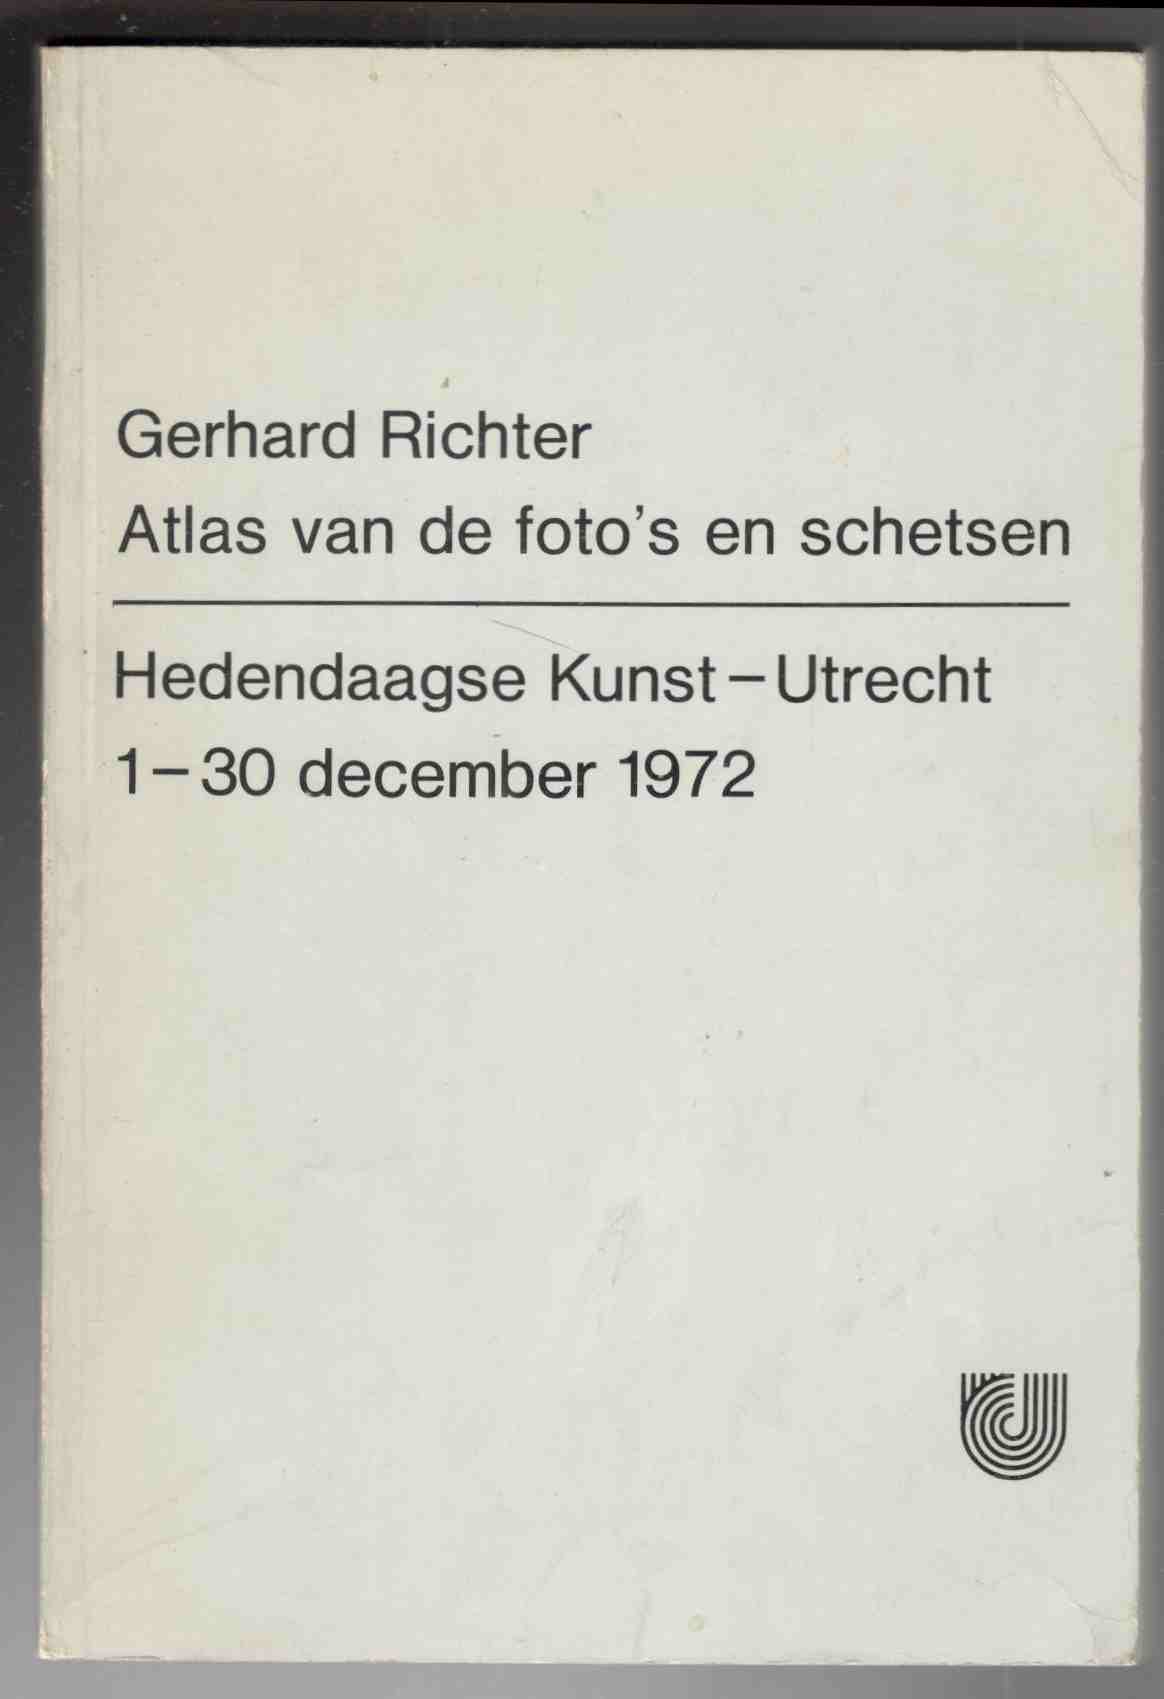 Gerhard Richter
Atlas van de foto's en schetsen
Hedendaagse Kunst – Utrecht
1–30 december 1972